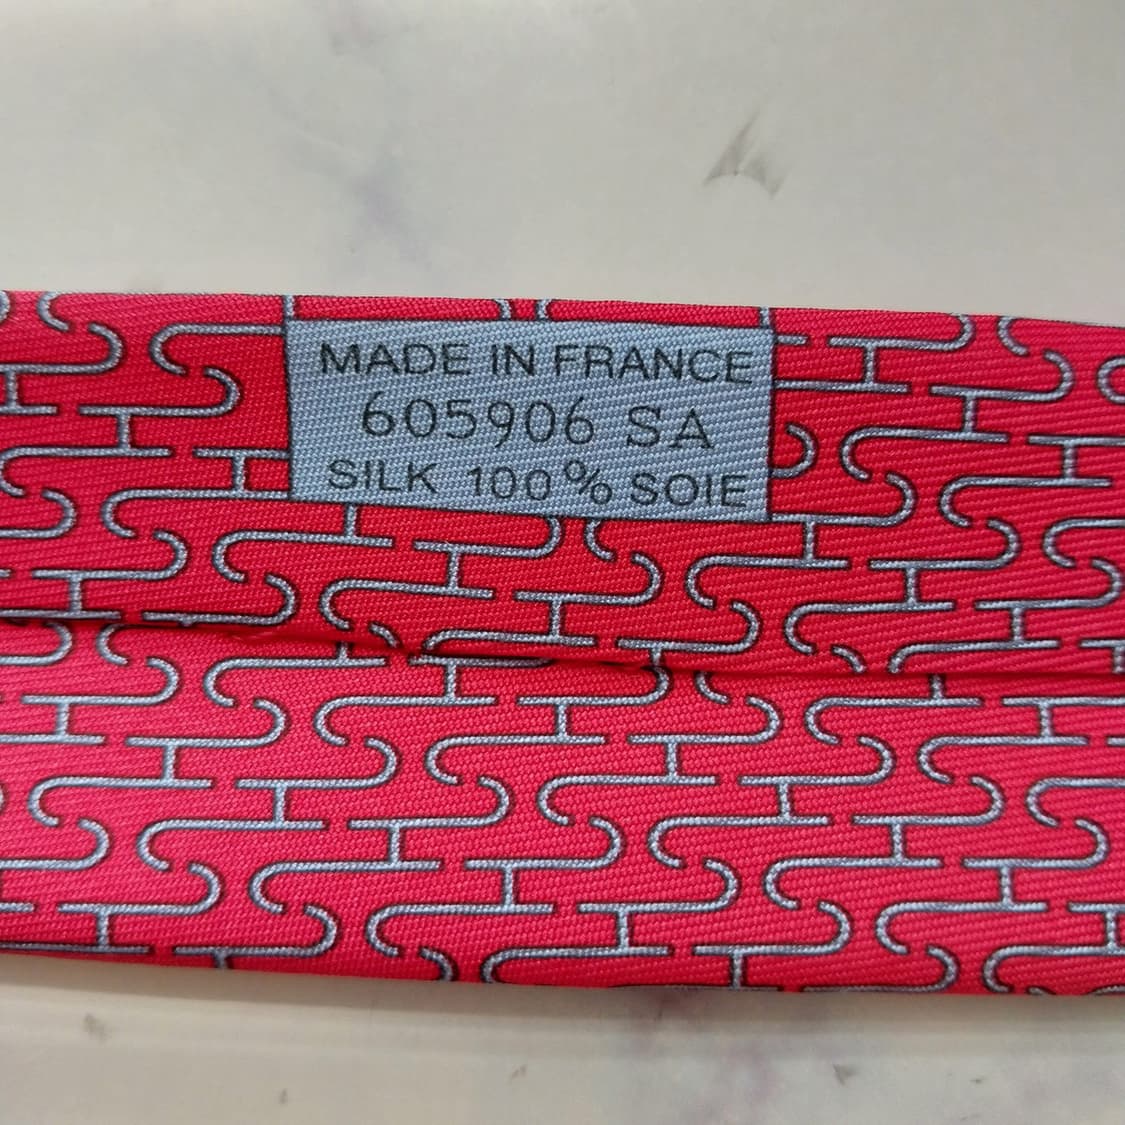 MADE IN FRANCE
605906 SA
SILK 100% SOIE